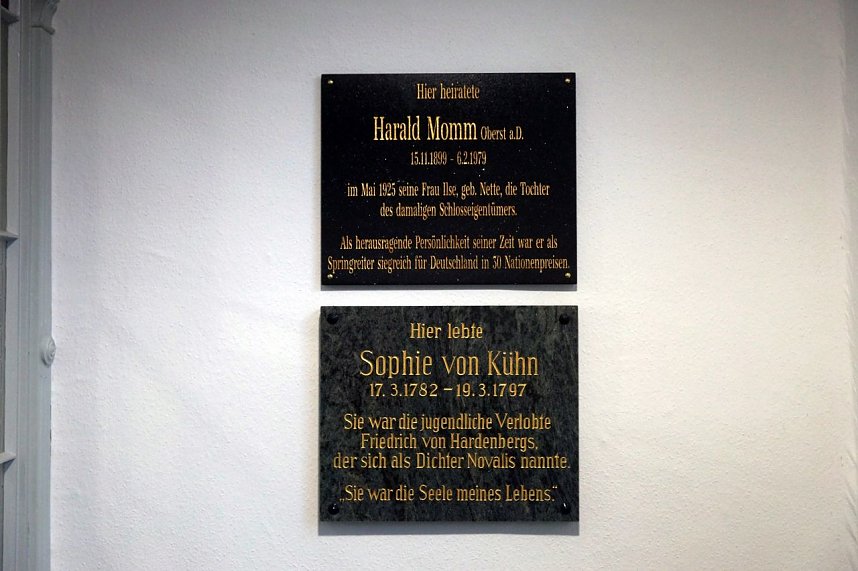 Hier heiratete
Harald Momm Oberst a.D.
15.11.1899 - 6.2.1979
im Mai 1925 seine Frau Ilse, geb. Nette, die Tochter
des damaligen Schlosseigentümers.
Als herausragende Persönlichkeit seiner Zeit war er als
Springreiter siegreich für Deutschland in 50 Nationenpreisen.
Hier lebte
Sophie von Kühn
17.3.1782 – 19.3.1797
Sie war die jugendliche Verlobte
Friedrich von Hardenbergs,
der sich als Dichter Novalis nannte.
„Sie war die Seele meines Lebens.“